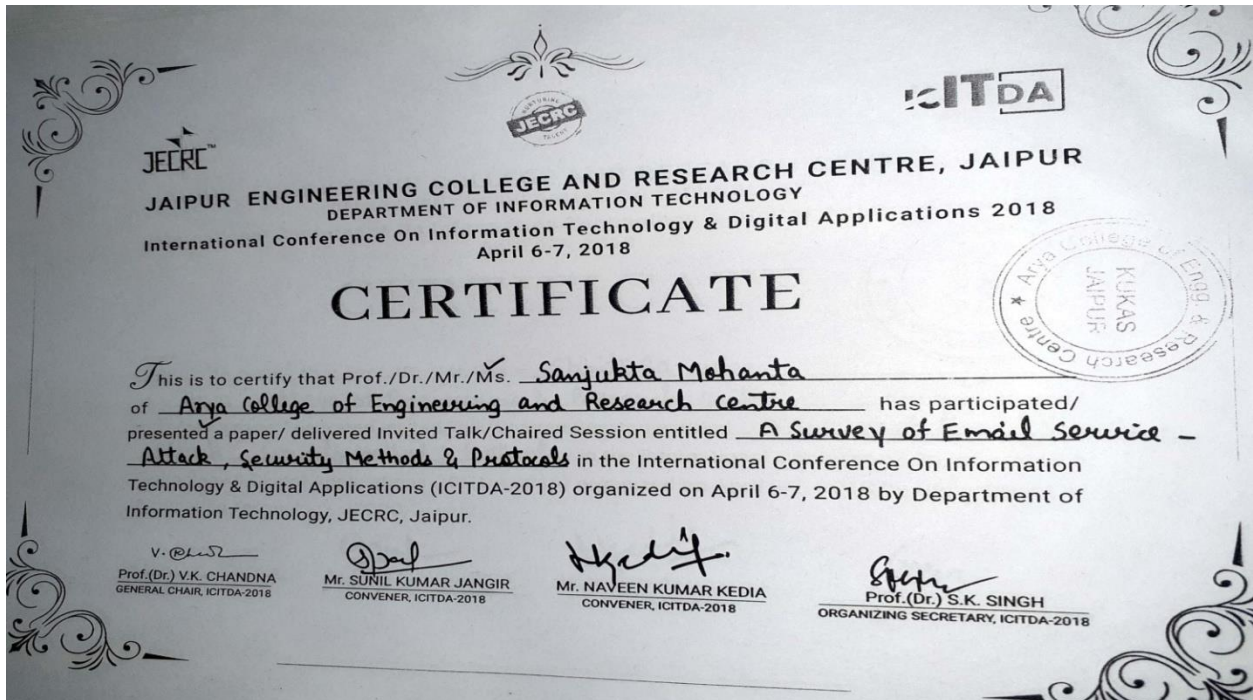 JECRC™
NURTURING
JECRC
TALENT
ICITDA
JAIPUR ENGINEERING COLLEGE AND RESEARCH CENTRE, JAIPUR
DEPARTMENT OF INFORMATION TECHNOLOGY
International Conference On Information Technology & Digital Applications 2018
April 6-7, 2018
CERTIFICATE
Arya College of Engg. & Research Centre ★
KUKAS
JAIPUR
This is to certify that Prof./Dr./Mr./Ms. Sanjukta Mohanta
of Arya College of Engineering and Research Centre has participated/
presented a paper/ delivered Invited Talk/Chaired Session entitled A Survey of Email Service -
Attack, Security Methods & Protocols in the International Conference On Information
Technology & Digital Applications (ICITDA-2018) organized on April 6-7, 2018 by Department of
Information Technology, JECRC, Jaipur.
Prof.(Dr.) V.K. CHANDNA
GENERAL CHAIR, ICITDA-2018
Mr. SUNIL KUMAR JANGIR
CONVENER, ICITDA-2018
Mr. NAVEEN KUMAR KEDIA
CONVENER, ICITDA-2018
Prof.(Dr.) S.K. SINGH
ORGANIZING SECRETARY, ICITDA-2018